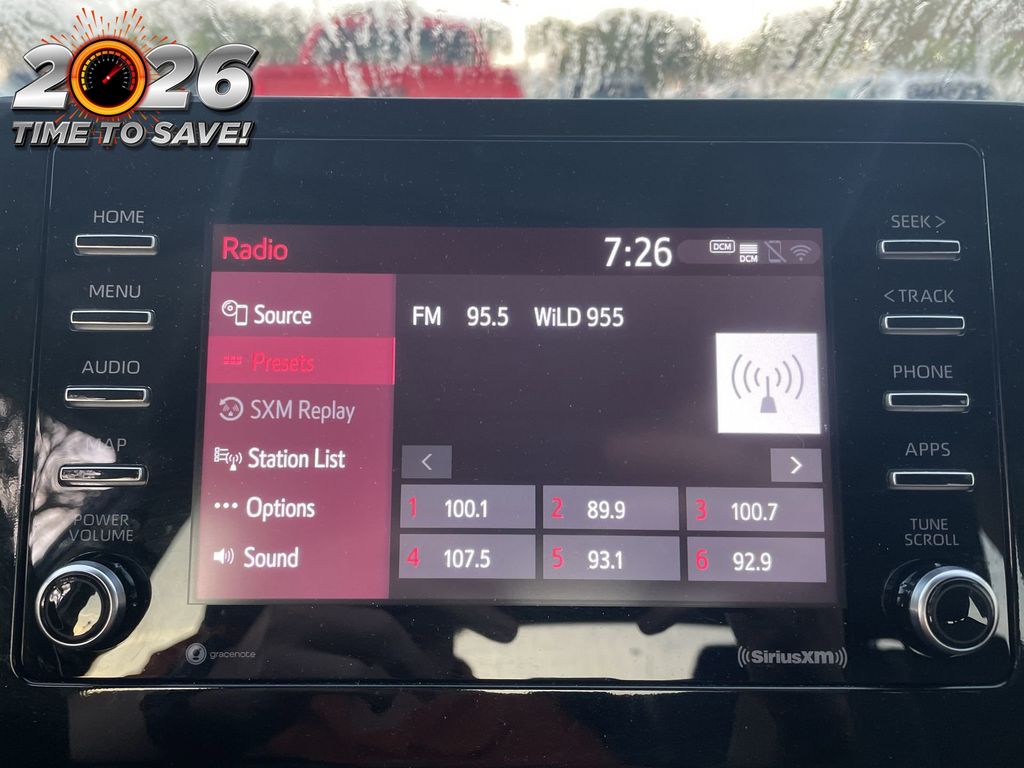 2026
TIME TO SAVE!
HOME
MENU
AUDIO
MAP
POWER
VOLUME
Radio
7:26
DCM
DCM
Source
Presets
SXM Replay
Station List
Options
Sound
FM 95.5 WiLD 955
<
>
1 100.1
2 89.9
3 100.7
4 107.5
5 93.1
6 92.9
SEEK >
< TRACK
PHONE
APPS
TUNE
SCROLL
gracenote
SiriusXM